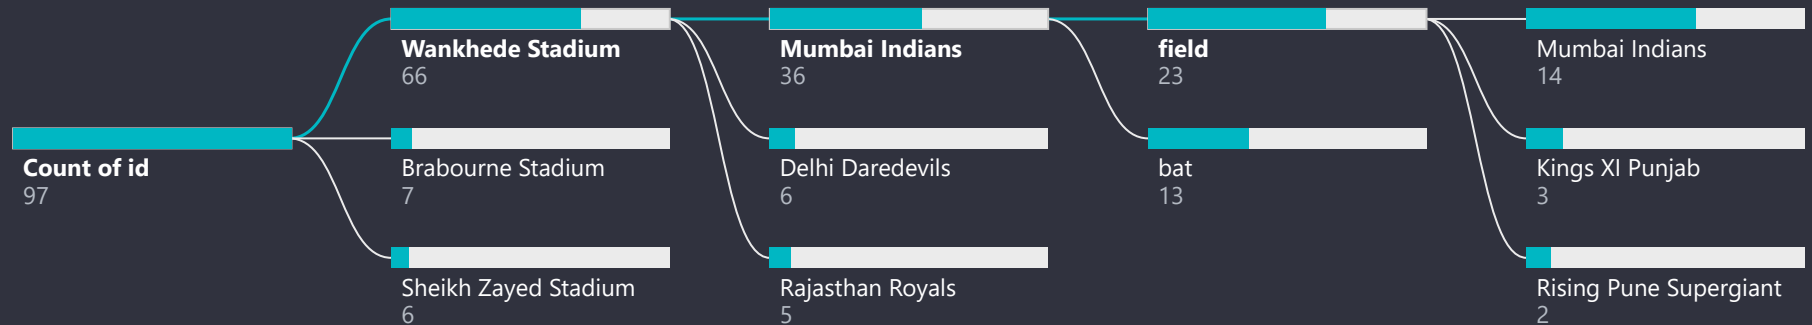 Count of id
97
Wankhede Stadium
66
Brabourne Stadium
7
Sheikh Zayed Stadium
6
Mumbai Indians
36
Delhi Daredevils
6
Rajasthan Royals
5
field
23
bat
13
Mumbai Indians
14
Kings XI Punjab
3
Rising Pune Supergiant
2